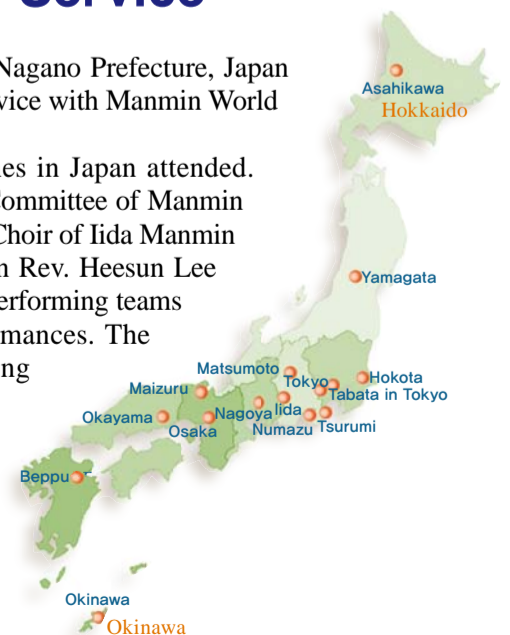 Service
Nagano Prefecture, Japan
vice with Manmin World
es in Japan attended.
Committee of Manmin
Choir of Iida Manmin
n Rev. Heesun Lee
erforming teams
mances. The
ng
Asahikawa
Hokkaido
Yamagata
Matsumoto
Tokyo
Hokota
Tabata in Tokyo
Maizuru
Okayama
Osaka
Nagoya
Iida
Numazu
Tsurumi
Beppu
Okinawa
Okinawa